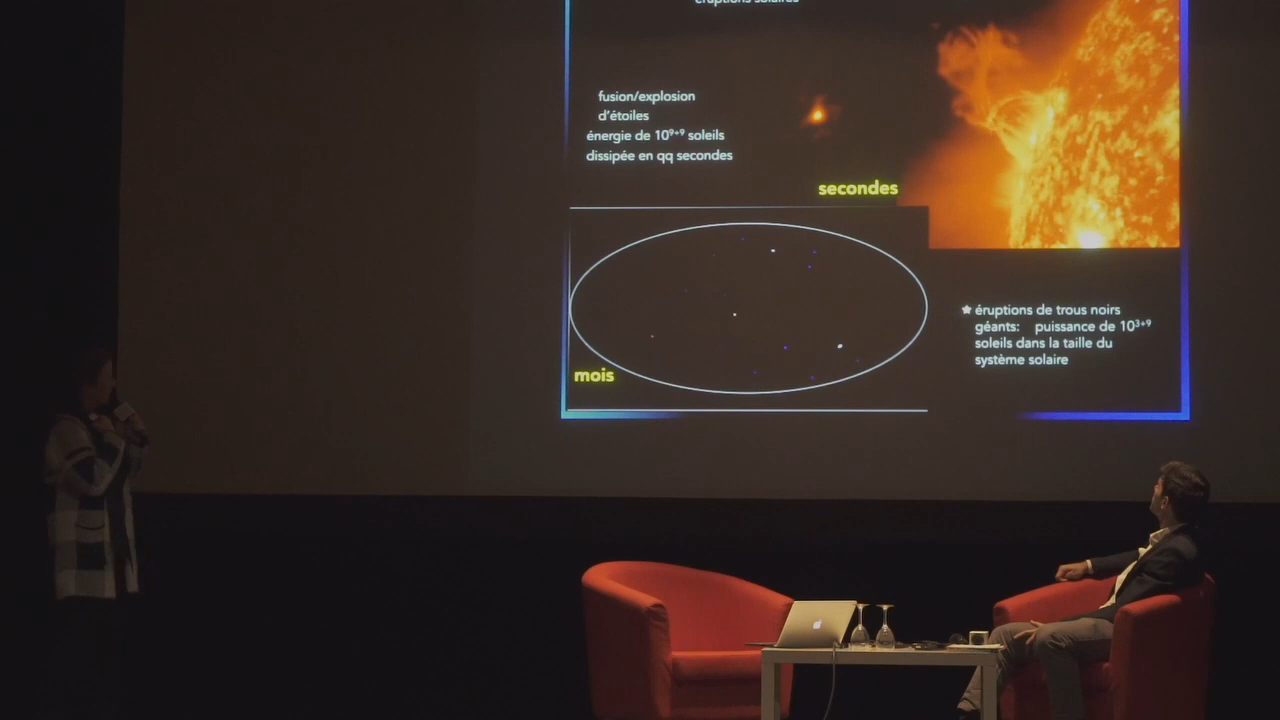 éruptions solaires
fusion/explosion
d'étoiles
énergie de 10⁹⁺⁹ soleils
dissipée en qq secondes
secondes
mois
éruptions de trous noirs
géants: puissance de 10³⁺⁹
soleils dans la taille du
système solaire